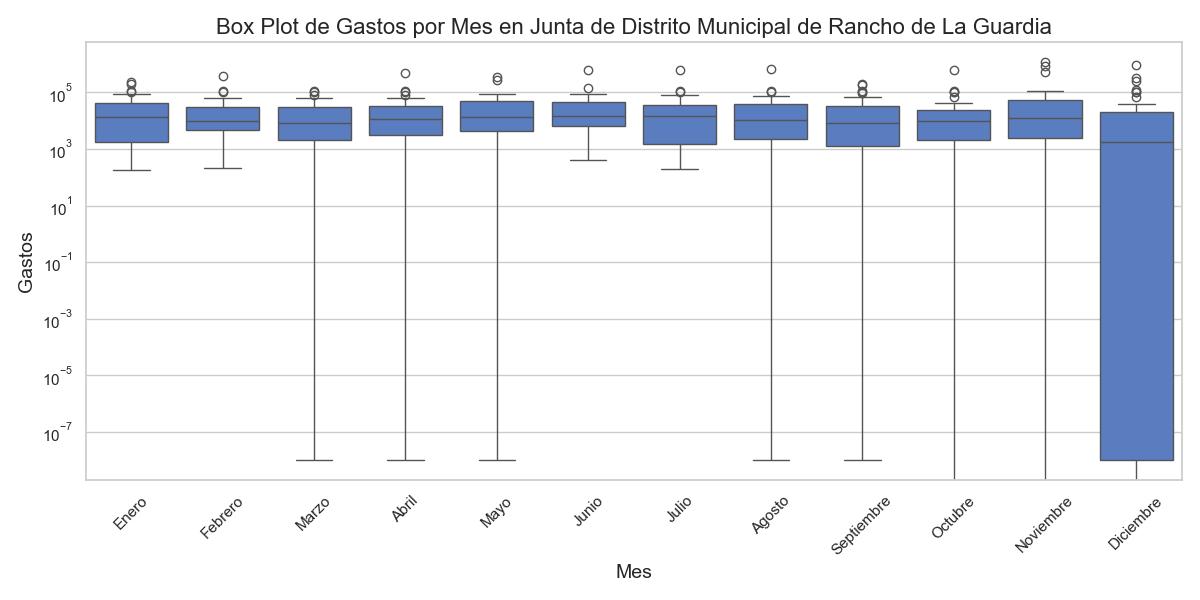 Box Plot de Gastos por Mes en Junta de Distrito Municipal de Rancho de La Guardia
Gastos
10^5
10^3
10^1
10^−1
10^−3
10^−5
10^−7
Enero
Febrero
Marzo
Abril
Mayo
Junio
Julio
Agosto
Septiembre
Octubre
Noviembre
Diciembre
Mes